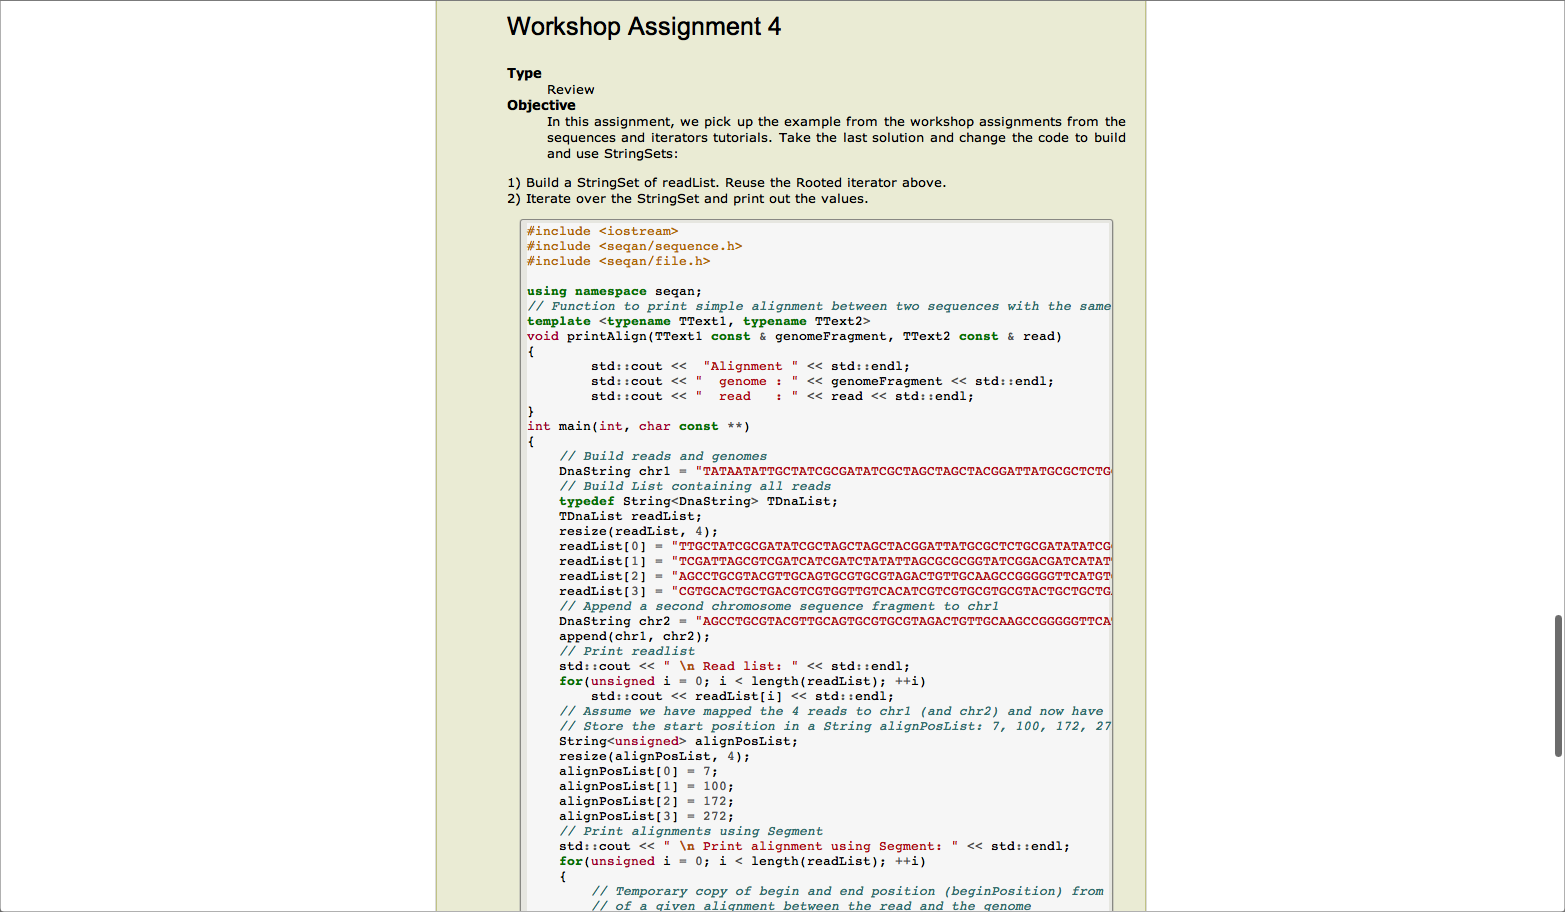 Workshop Assignment 4
Type
Review
Objective
In this assignment, we pick up the example from the workshop assignments from the
sequences and iterators tutorials. Take the last solution and change the code to build
and use StringSets:
1) Build a StringSet of readList. Reuse the Rooted iterator above.
2) Iterate over the StringSet and print out the values.
#include <iostream>
#include <seqan/sequence.h>
#include <seqan/file.h>
using namespace seqan;
// Function to print simple alignment between two sequences with the same
template <typename TText1, typename TText2>
void printAlign(TText1 const & genomeFragment, TText2 const & read)
{
std::cout <<  "Alignment " << std::endl;
std::cout << "  genome : " << genomeFragment << std::endl;
std::cout << "  read   : " << read << std::endl;
}
int main(int, char const **)
{
// Build reads and genomes
DnaString chr1 = "TATAATATTGCTATCGCGATATCGCTAGCTAGCTACGGATTATGCGCTCTG
// Build List containing all reads
typedef String<DnaString> TDnaList;
TDnaList readList;
resize(readList, 4);
readList[0] = "TTGCTATCGCGATATCGCTAGCTAGCTACGGATTATGCGCTCTGCGATATATCG
readList[1] = "TCGATTAGCGTCGATCATCGATCTATATTAGCGCGCGGTATCGGACGATCATAT
readList[2] = "AGCCTGCGTACGTTGCAGTGCGTGCGTAGACTGTTGCAAGCCGGGGGTTCATGT
readList[3] = "CGTGCACTGCTGACGTCGTGGTTGTCACATCGTCGTGCGTGCGTACTGCTGCTG
// Append a second chromosome sequence fragment to chr1
DnaString chr2 = "AGCCTGCGTACGTTGCAGTGCGTGCGTAGACTGTTGCAAGCCGGGGGTTCA
append(chr1, chr2);
// Print readlist
std::cout << " \n Read list: " << std::endl;
for(unsigned i = 0; i < length(readList); ++i)
std::cout << readList[i] << std::endl;
// Assume we have mapped the 4 reads to chr1 (and chr2) and now have
// Store the start position in a String alignPosList: 7, 100, 172, 27
String<unsigned> alignPosList;
resize(alignPosList, 4);
alignPosList[0] = 7;
alignPosList[1] = 100;
alignPosList[2] = 172;
alignPosList[3] = 272;
// Print alignments using Segment
std::cout << " \n Print alignment using Segment: " << std::endl;
for(unsigned i = 0; i < length(readList); ++i)
{
// Temporary copy of begin and end position (beginPosition) from
// of a given alignment between the read and the genome